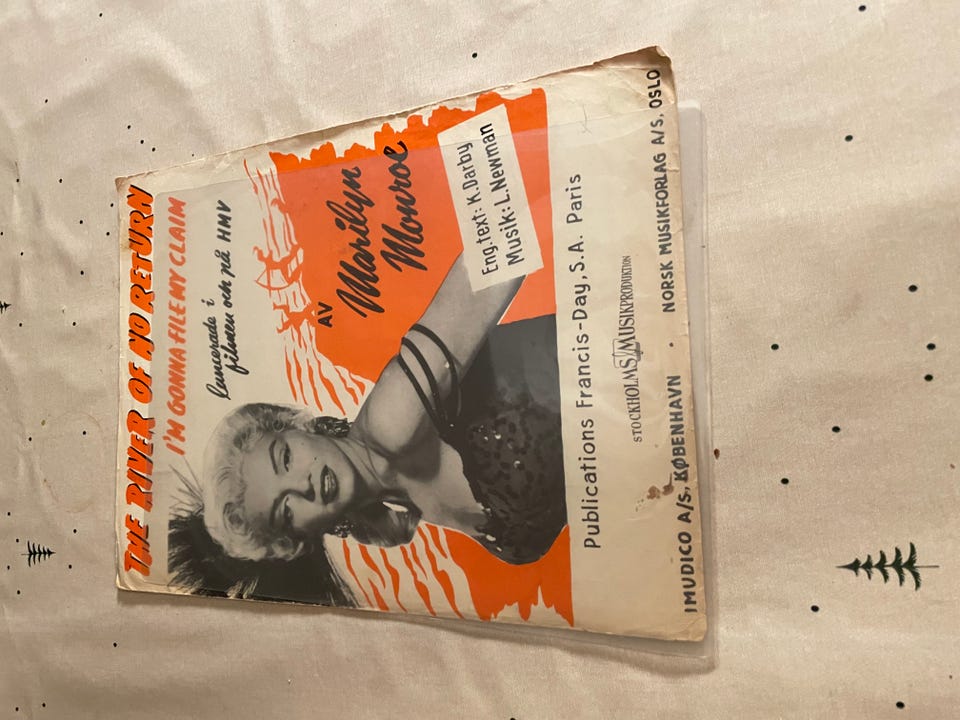 THE RIVER OF NO RETURN
I'M GONNA FILE MY CLAIM
lancerade i
filmen och på HMV
AV
Marilyn
Monroe
Eng.text: K. Darby
Musik: L. Newman
Publications Francis-Day, S.A. Paris
STOCKHOLMS MUSIKPRODUKTION
IMUDICO A/S, KØBENHAVN · NORSK MUSIKFORLAG A/S, OSLO